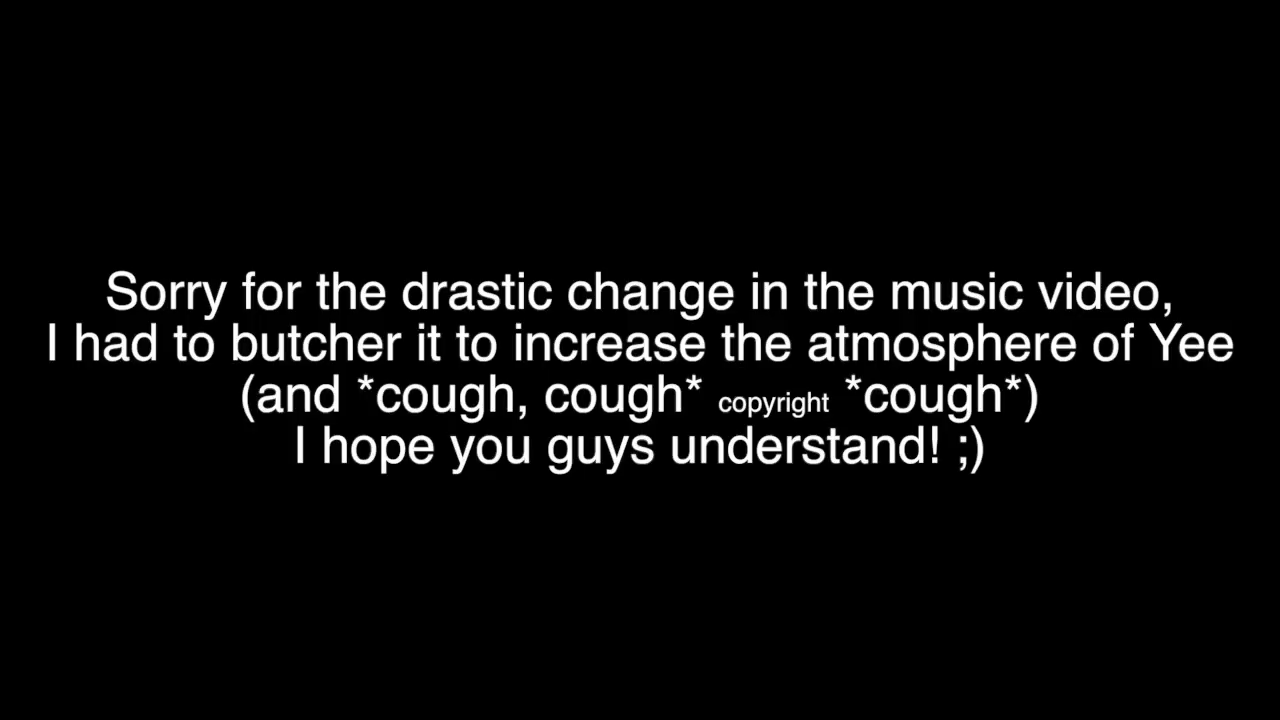 Sorry for the drastic change in the music video,
I had to butcher it to increase the atmosphere of Yee
(and *cough, cough* copyright *cough*)
I hope you guys understand! ;)